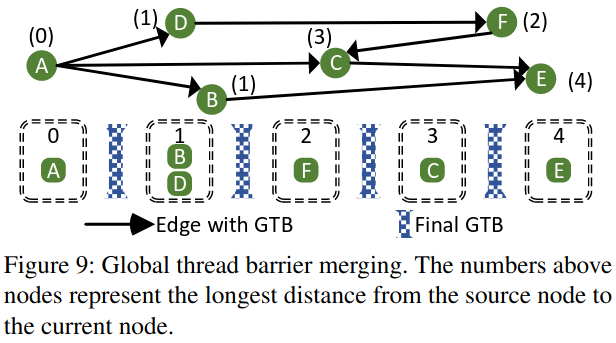 (1) D F (2)
(0) (3)
A C
B (1) E (4)
0 1 2 3 4
B
A F C E
D
Edge with GTB Final GTB
Figure 9: Global thread barrier merging. The numbers above
nodes represent the longest distance from the source node to
the current node.